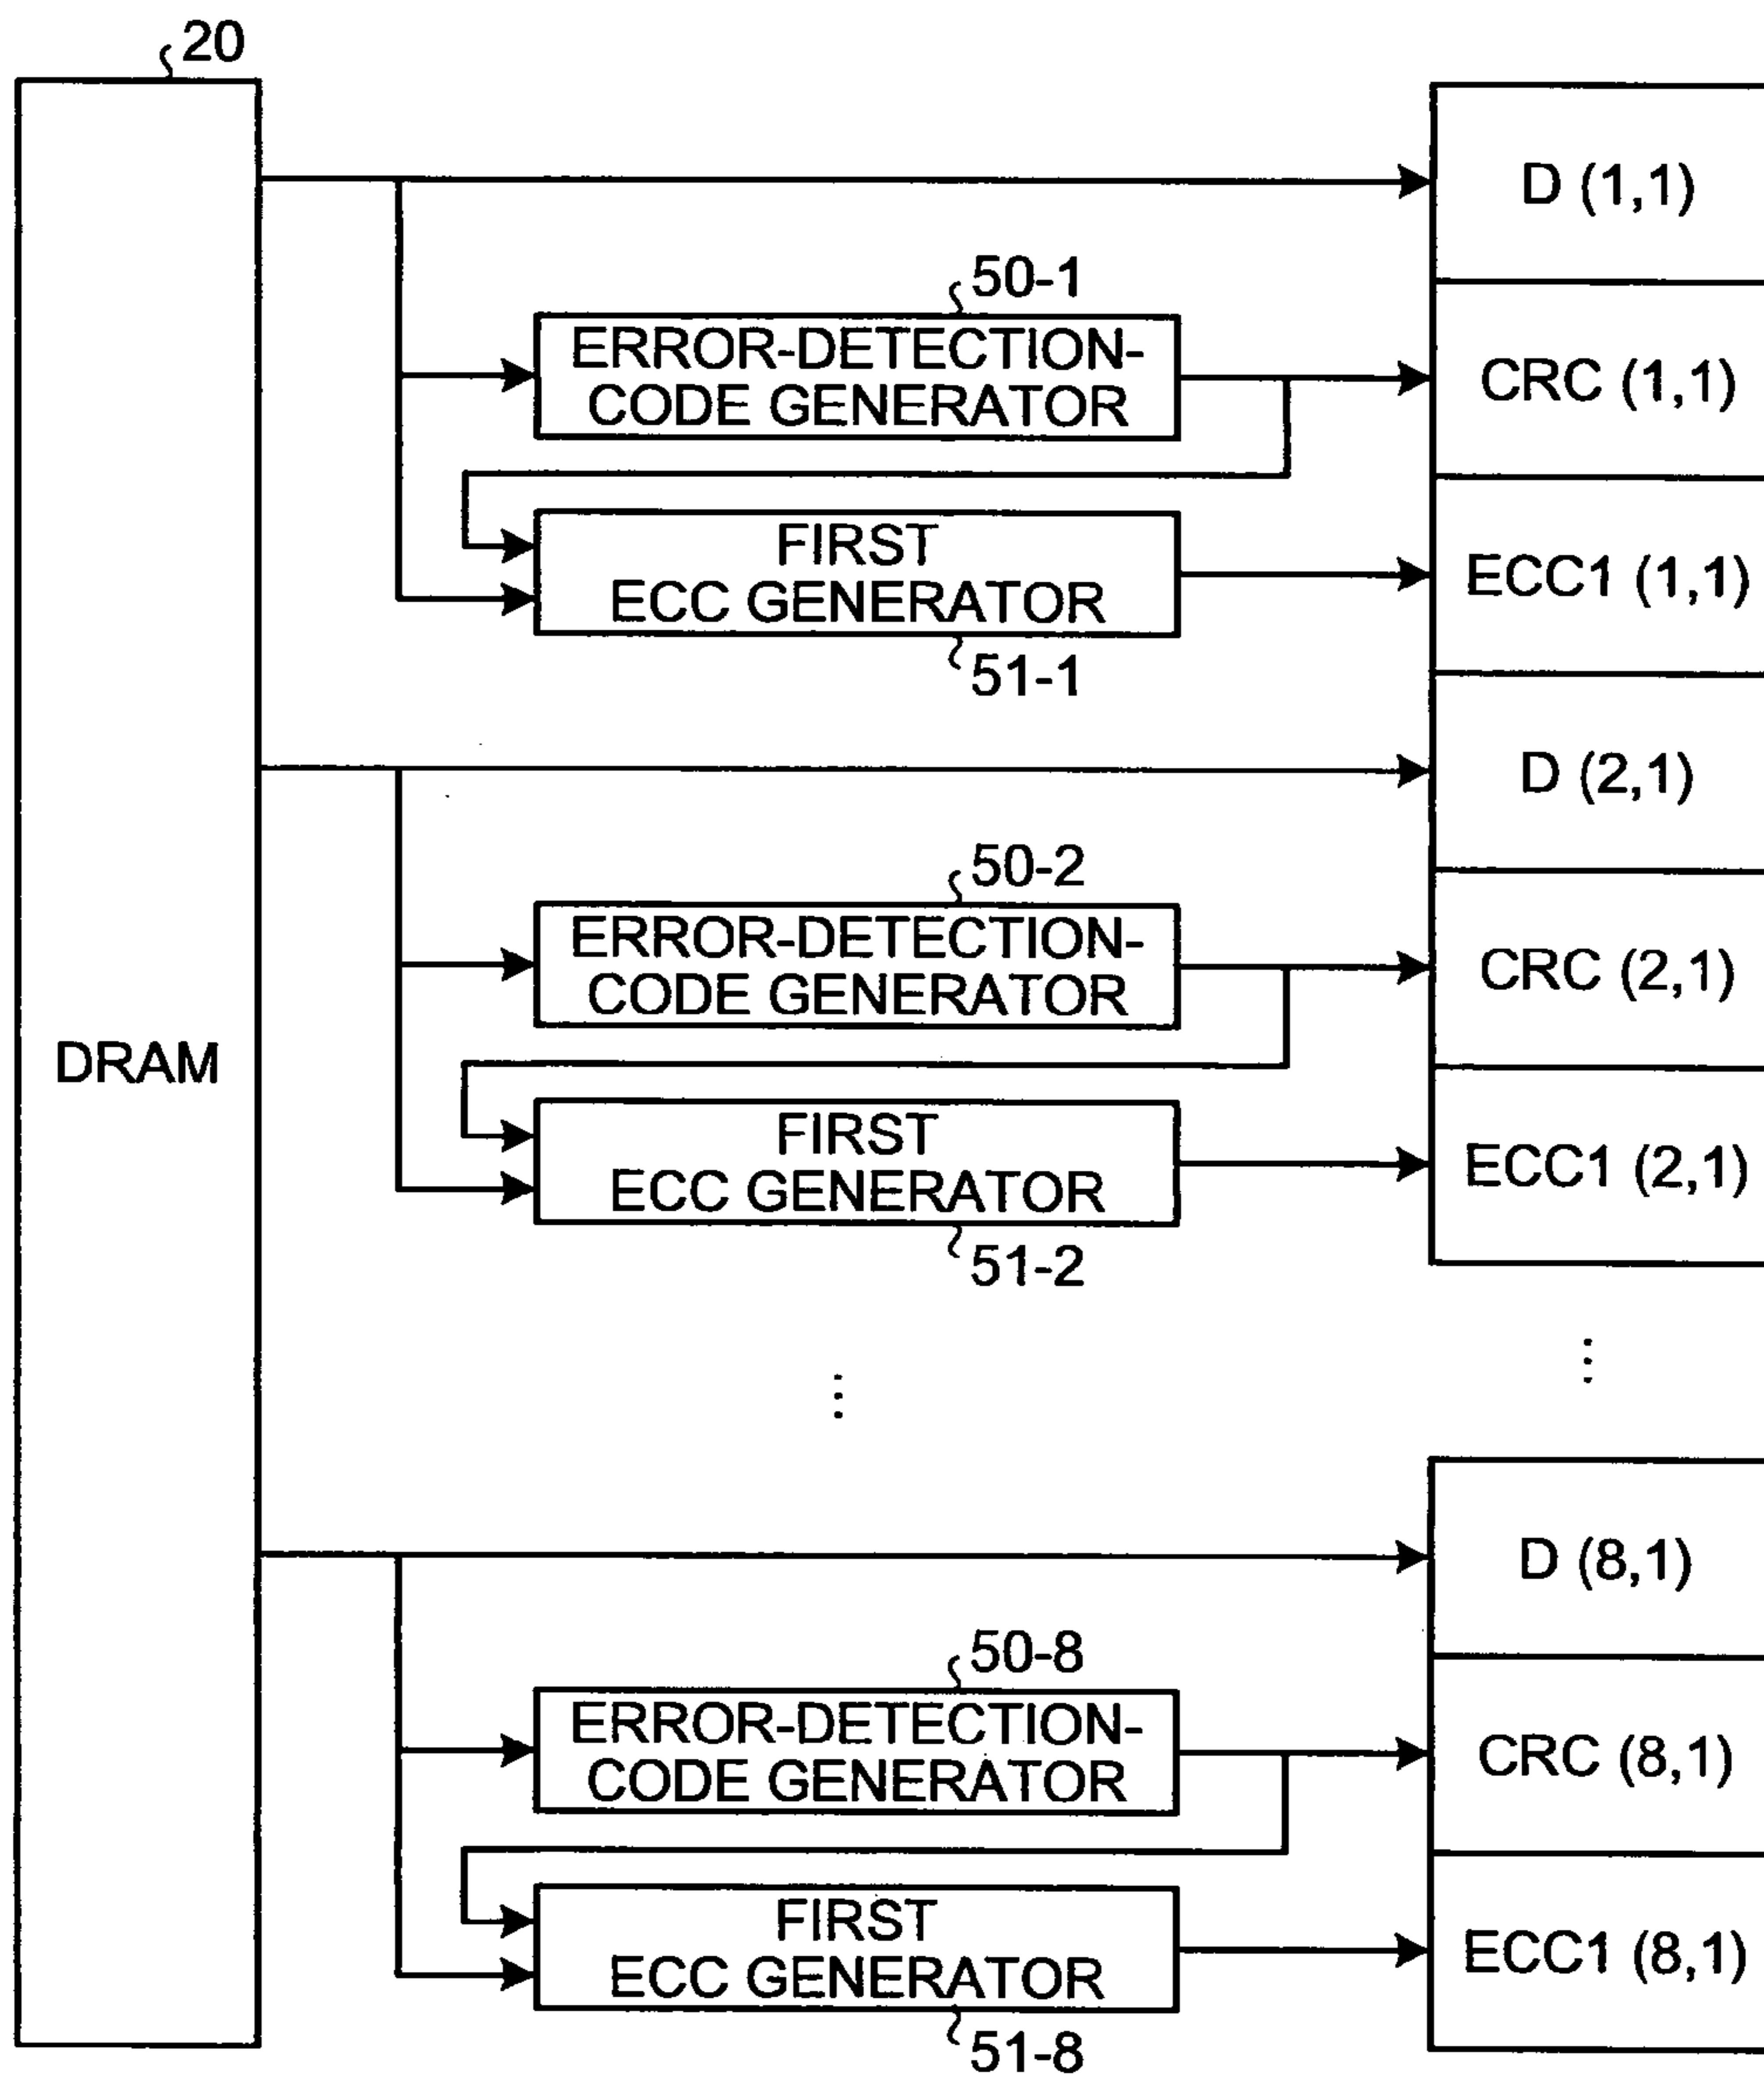 20
D (1,1)
50-1
ERROR-DETECTION-
CODE GENERATOR
CRC (1,1)
FIRST
ECC GENERATOR
ECC1 (1,1)
51-1
D (2,1)
50-2
ERROR-DETECTION-
CODE GENERATOR
CRC (2,1)
DRAM
FIRST
ECC GENERATOR
ECC1 (2,1)
51-2
D (8,1)
50-8
ERROR-DETECTION-
CODE GENERATOR
CRC (8,1)
FIRST
ECC GENERATOR
ECC1 (8,1)
51-8